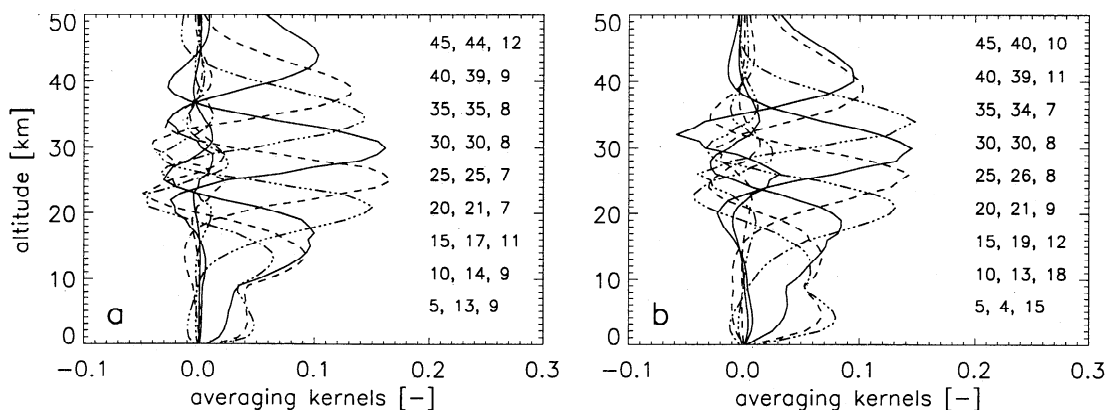 50
40
30
20
10
0
altitude [km]
45, 44, 12
40, 39, 9
35, 35, 8
30, 30, 8
25, 25, 7
20, 21, 7
15, 17, 11
10, 14, 9
5, 13, 9
a
-0.1 0.0 0.1 0.2 0.3
averaging kernels [-]
50
40
30
20
10
0
45, 40, 10
40, 39, 11
35, 34, 7
30, 30, 8
25, 26, 8
20, 21, 9
15, 19, 12
10, 13, 18
5, 4, 15
b
-0.1 0.0 0.1 0.2 0.3
averaging kernels [-]